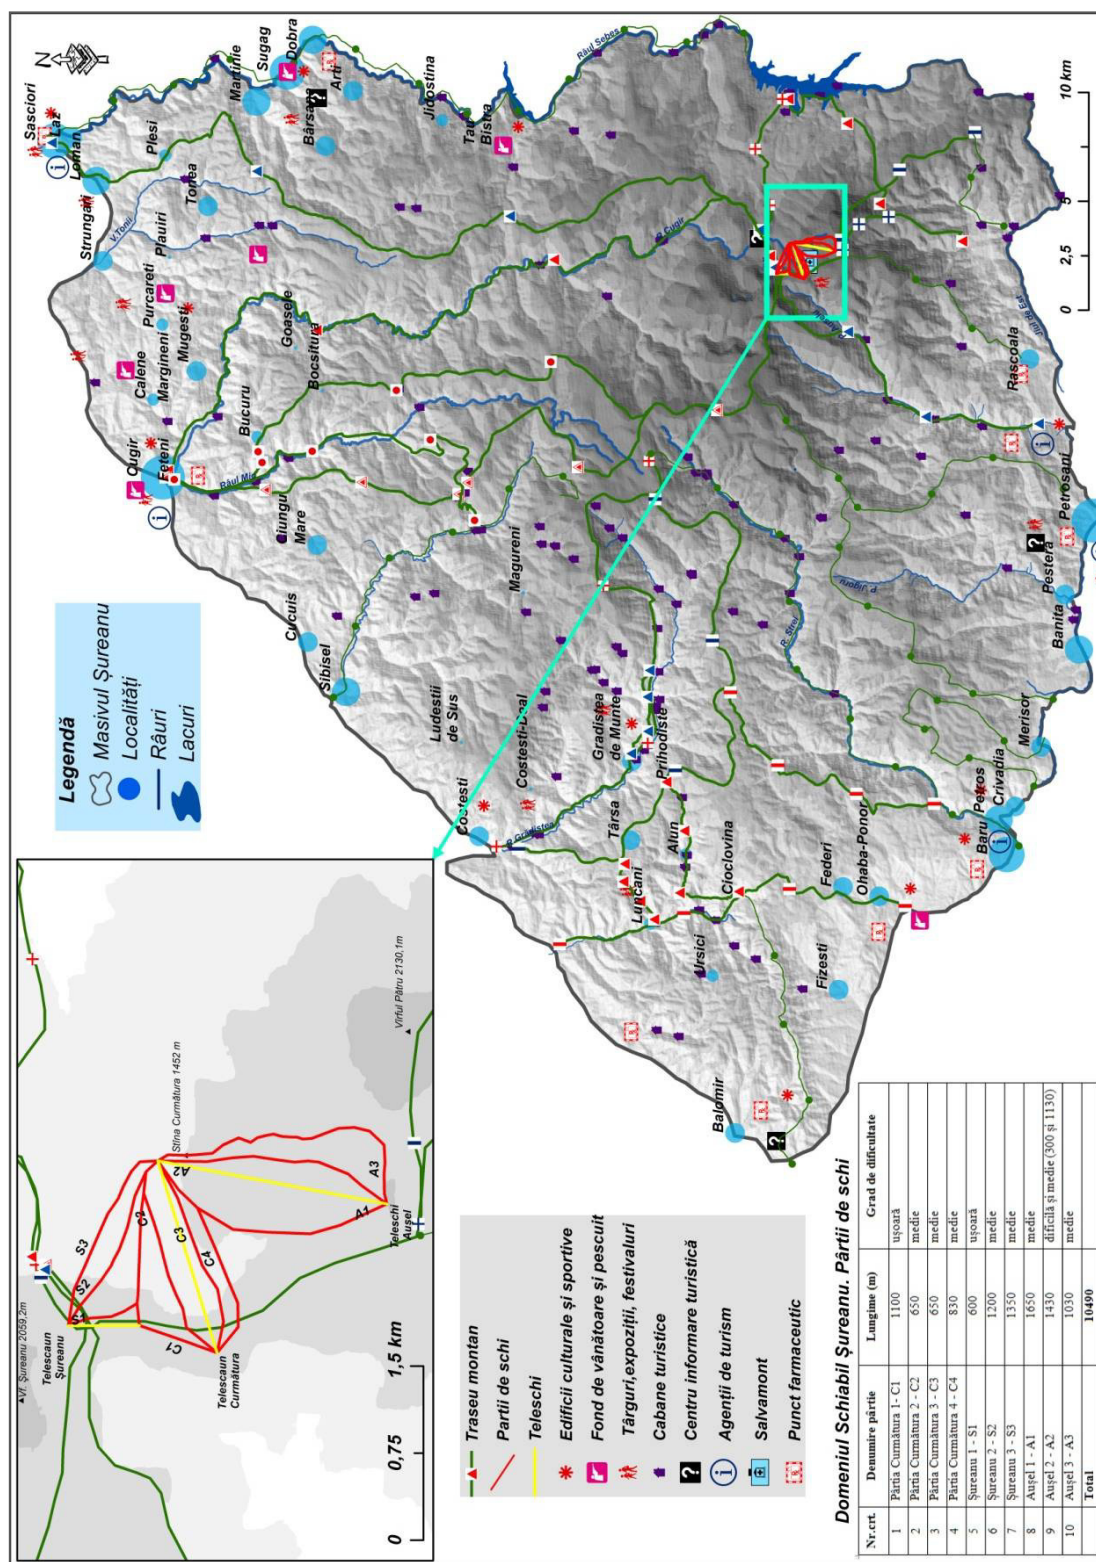 Legendă
Masivul Șureanu
Localități
Râuri
Lacuri
N
Sasciori
Laz
Loman
Strungari
Plesi
V.Tonii
Tonea
Plaiuri
Purcareti
Mugesti
Calene
Margineni
Goasele
Bocsitura
Bucuru
Cugir
Feteni
Râul Mic
Ciungu
Mare
Cucuis
Sibisel
Magureni
Ludestii
de Sus
Costesti-Deal
Costesti
P.Grădistea
Gradistea
de Munte
Prihodiste
Târsa
Alun
Luncani
Cioclovina
Ursici
Fizesti
Federi
Ohaba-Ponor
Balomir
Baru
Petros
Crivadia
Merisor
Banita
Pestera
Petrosani
P. Jigoru
R. Strei
Rascoala
Jiul de Est
R.Cugir
Martinie
Sugag
Dobra
Bârsana
Arti
Jidostina
Tau
Bistra
Râul Sebes
0
2,5
5
10 km
Vf. Șureanu 2059,2m
Telescaun
Șureanu
S1
S2
S3
C1
C2
C3
C4
Telescaun
Curmătura
Stîna Curmătura 1452 m
A2
A1
A3
Teleschi
Ausel
Vîrful Pătru 2130,1m
0
0,75
1,5 km
Traseu montan
Partii de schi
Teleschi
Edificii culturale și sportive
Fond de vânătoare și pescuit
Târguri,expoziții, festivaluri
Cabane turistice
Centru informare turistică
Agenții de turism
Salvamont
Punct farmaceutic
Domeniul Schiabil Șureanu. Pârtii de schi
Nr.crt. Denumire pârtie Lungime (m) Grad de dificultate
1 Pârtia Curmătura 1- C1 1100 ușoară
2 Pârtia Curmătura 2 - C2 650 medie
3 Pârtia Curmătura 3 - C3 650 medie
4 Pârtia Curmătura 4 - C4 830 medie
5 Șureanu 1 - S1 600 ușoară
6 Șureanu 2 - S2 1200 medie
7 Șureanu 3 - S3 1350 medie
8 Aușel 1 - A1 1650 medie
9 Aușel 2 - A2 1430 dificilă și medie (300 și 1130)
10 Aușel 3 - A3 1030 medie
Total 10490